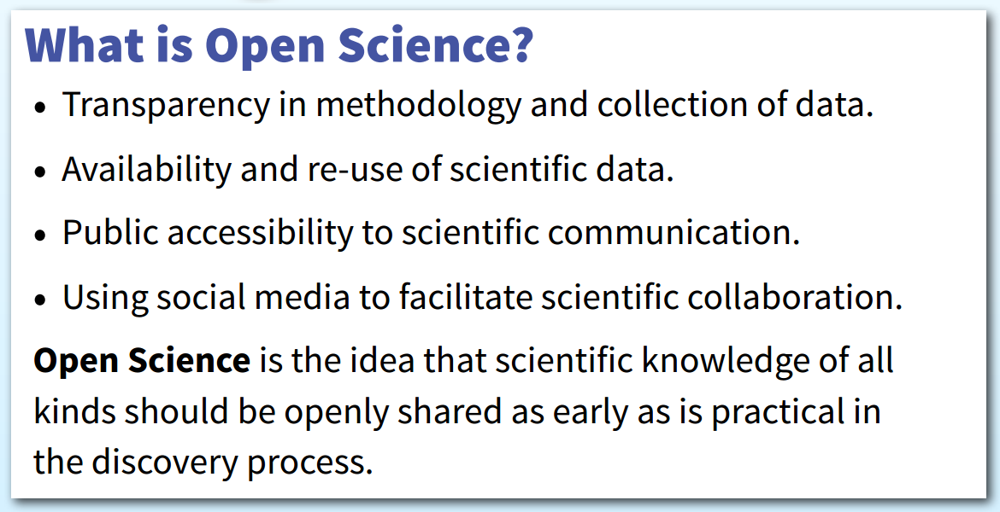 What is Open Science?
• Transparency in methodology and collection of data.
• Availability and re-use of scientific data.
• Public accessibility to scientific communication.
• Using social media to facilitate scientific collaboration.
Open Science is the idea that scientific knowledge of all
kinds should be openly shared as early as is practical in
the discovery process.